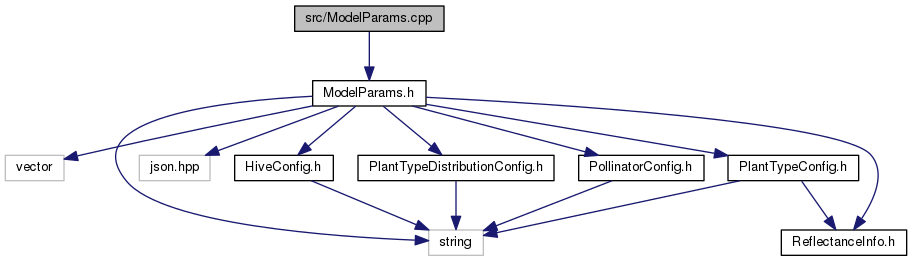 src/ModelParams.cpp
ModelParams.h
vector
json.hpp
HiveConfig.h
PlantTypeDistributionConfig.h
PollinatorConfig.h
PlantTypeConfig.h
string
ReflectanceInfo.h